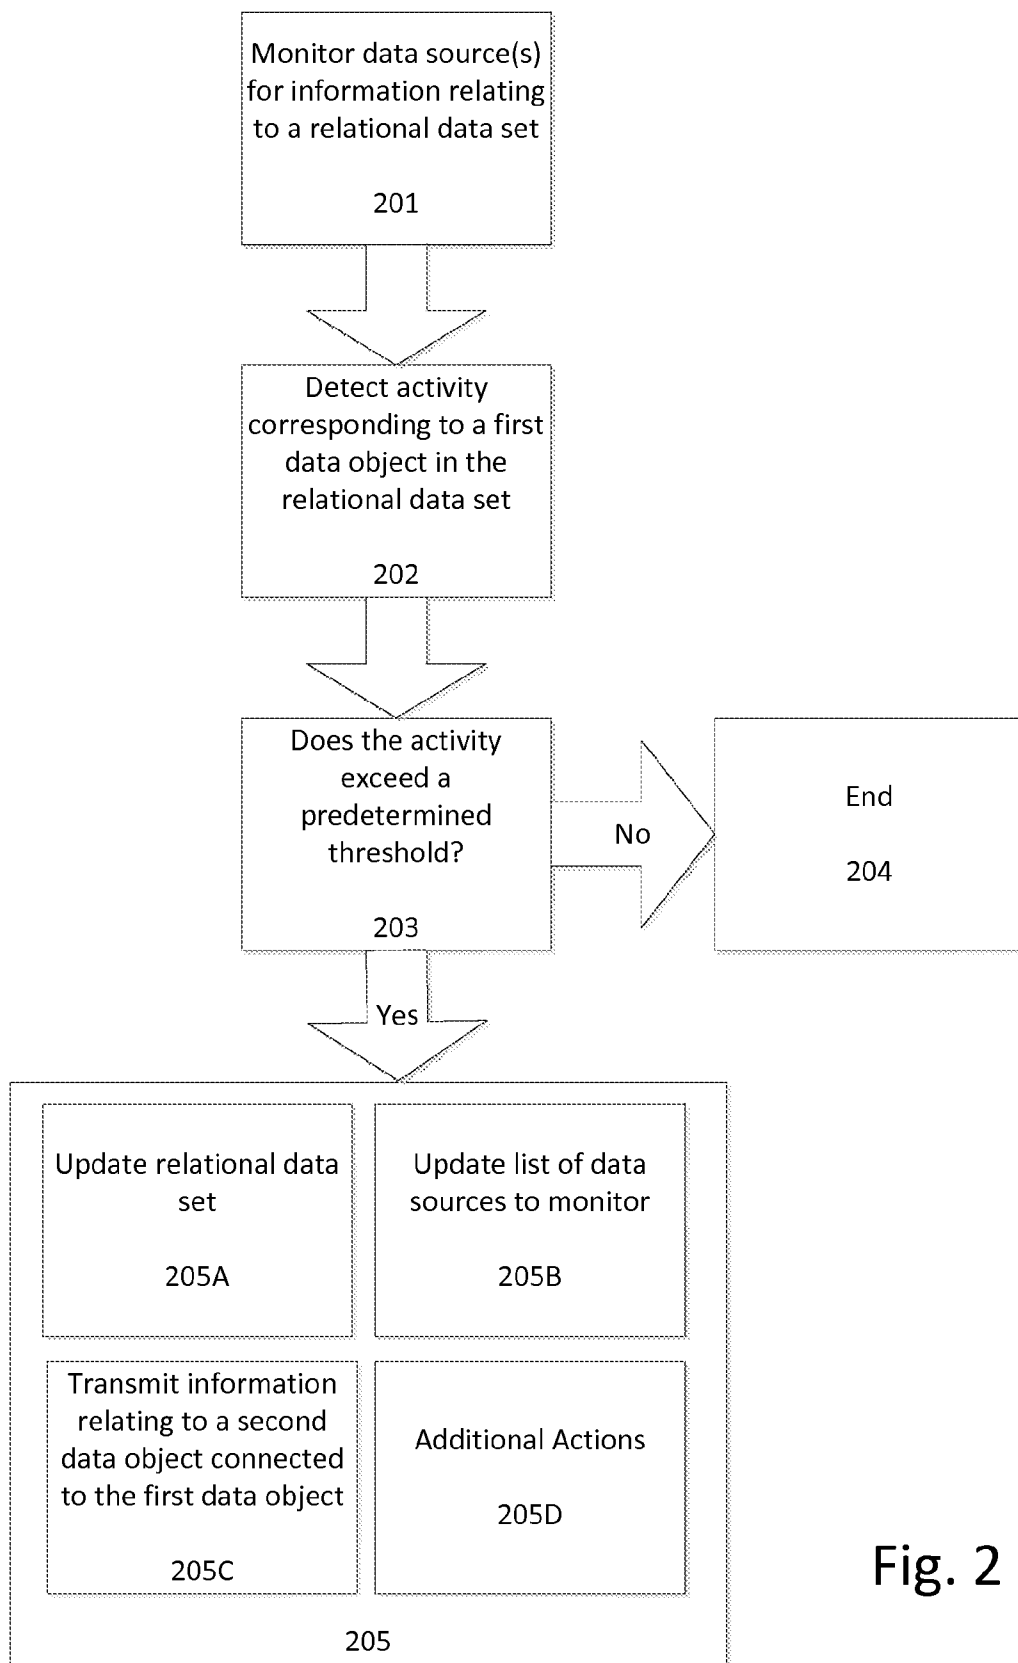 Monitor data source(s)
for information relating
to a relational data set
201
Detect activity
corresponding to a first
data object in the
relational data set
202
Does the activity
exceed a
predetermined
threshold?
203
No
End
204
Yes
Update relational data
set
205A
Update list of data
sources to monitor
205B
Transmit information
relating to a second
data object connected
to the first data object
205C
Additional Actions
205D
205
Fig. 2